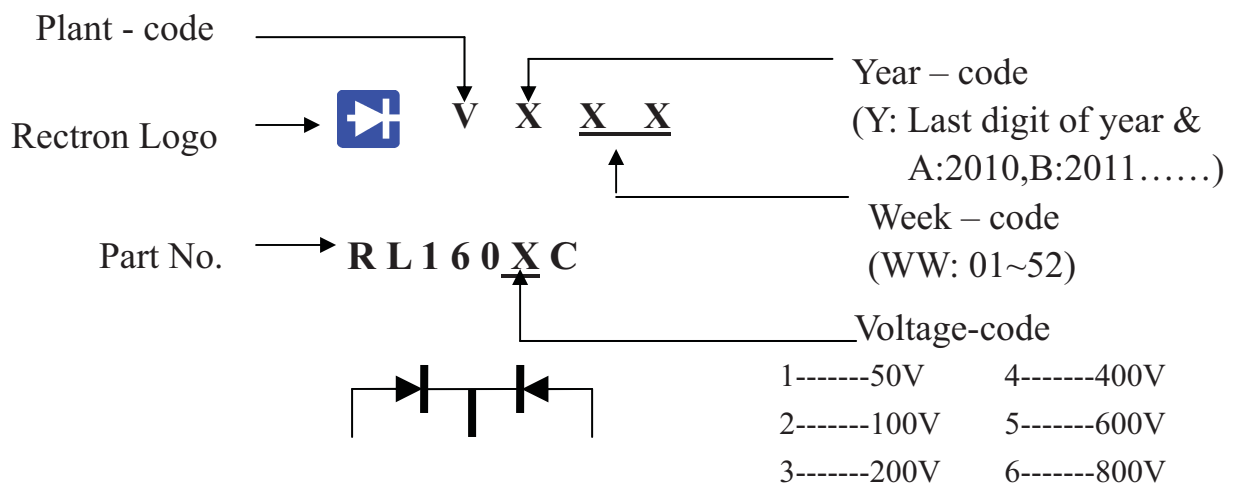 Plant - code
V X X X
Rectron Logo
Year – code
(Y: Last digit of year &
A:2010,B:2011……)
Week – code
(WW: 01~52)
Part No.
R L 1 6 0 X C
Voltage-code
1-------50V 4-------400V
2-------100V 5-------600V
3-------200V 6-------800V